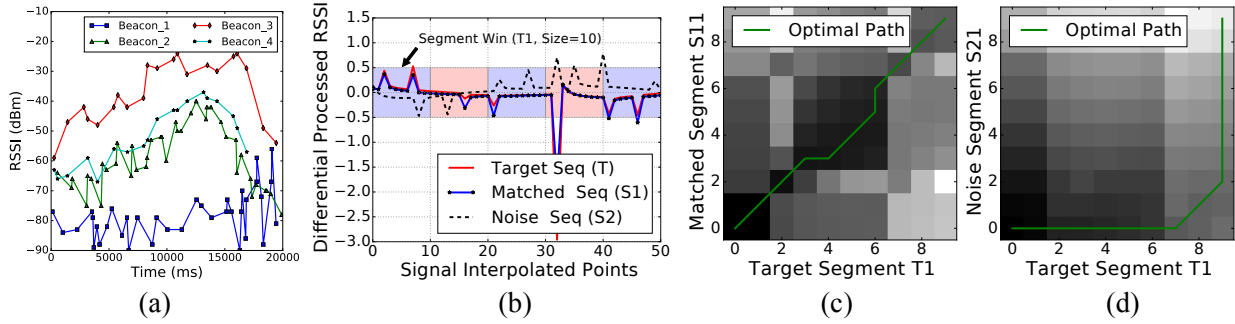 Beacon_1
Beacon_2
Beacon_3
Beacon_4
RSSI (dBm)
−10
−20
−30
−40
−50
−60
−70
−80
−90
0
5000
10000
15000
20000
Time (ms)
(a)
Differential Processed RSSI
1.5
1.0
0.5
0.0
−0.5
−1.0
−1.5
−2.0
−2.5
−3.0
Segment Win (T1, Size=10)
Target Seq (T)
Matched Seq (S1)
Noise Seq (S2)
0
10
20
30
40
50
Signal Interpolated Points
(b)
Matched Segment S11
8
6
4
2
0
Optimal Path
0
2
4
6
8
Target Segment T1
(c)
Noise Segment S21
8
6
4
2
0
Optimal Path
0
2
4
6
8
Target Segment T1
(d)